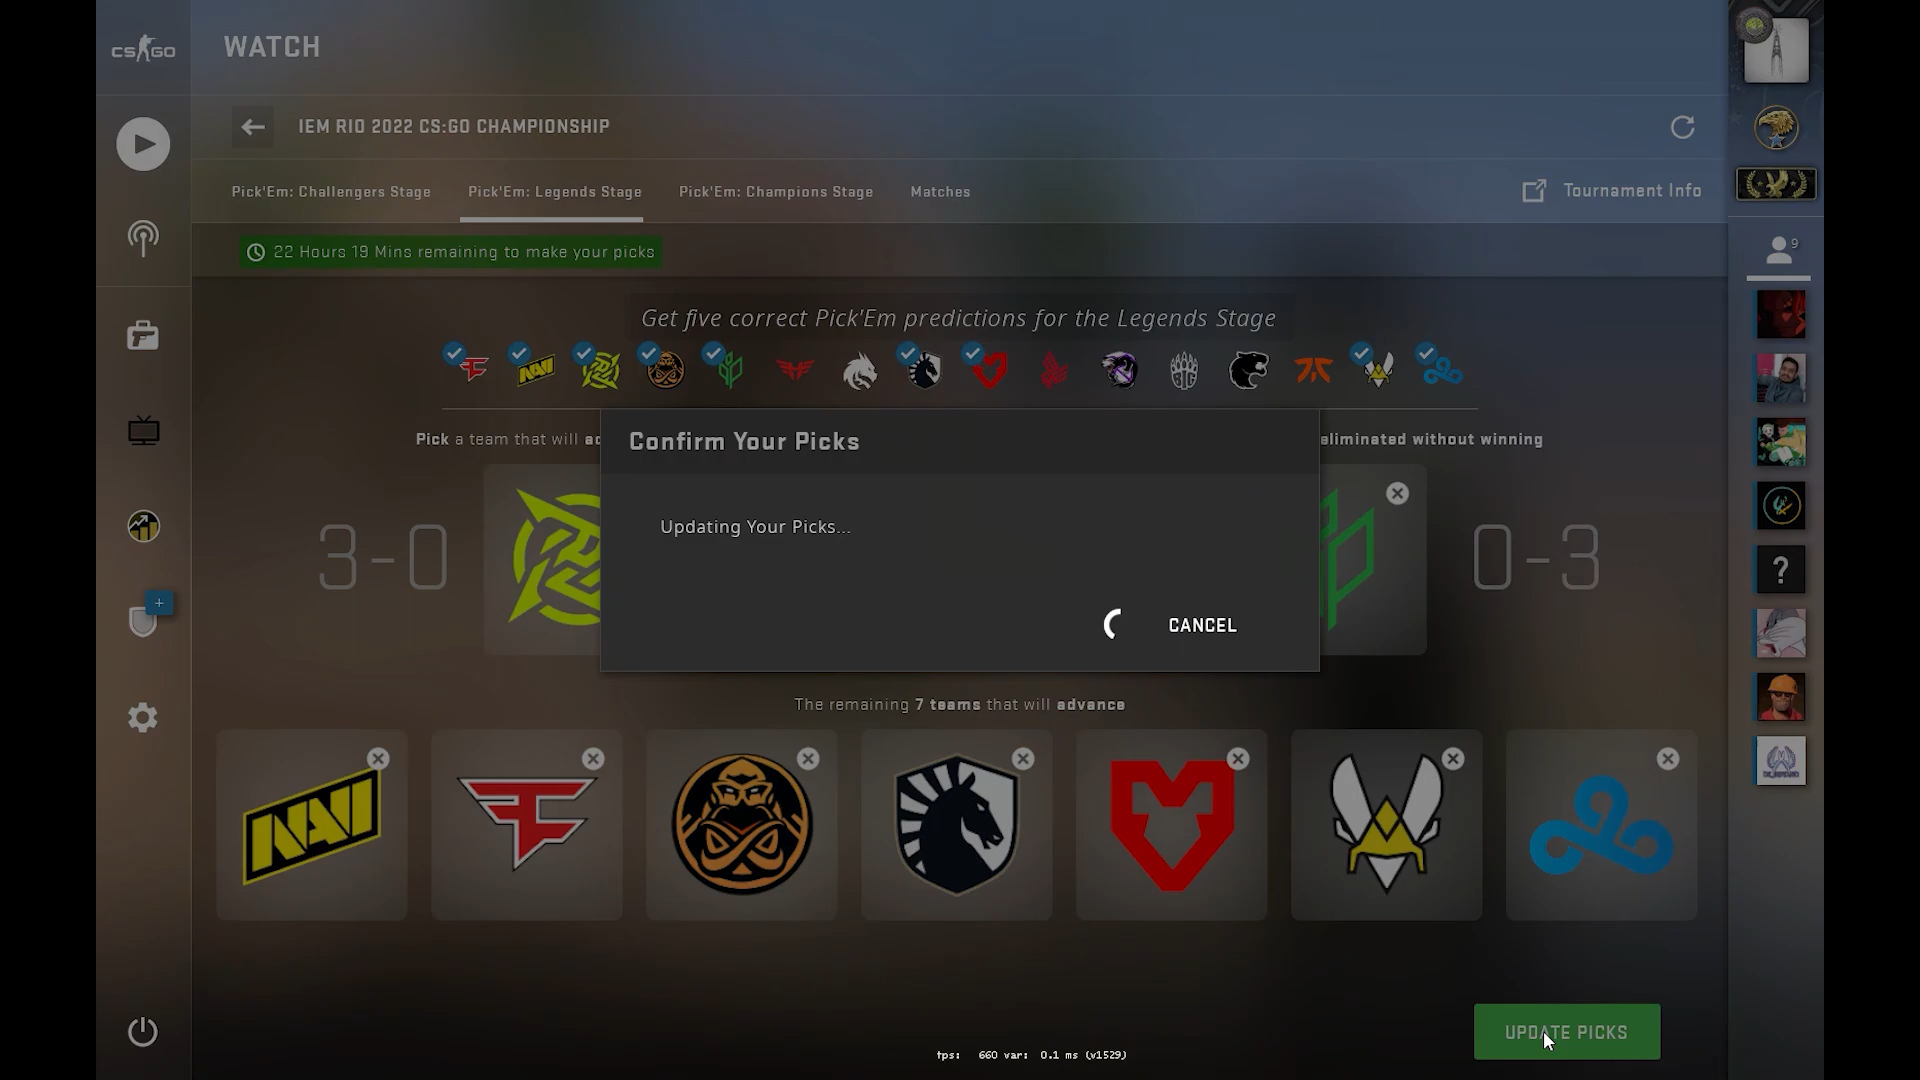 CS GO
WATCH
IEM RIO 2022 CS:GO CHAMPIONSHIP
Pick'Em: Challengers Stage
Pick'Em: Legends Stage
Pick'Em: Champions Stage
Matches
Tournament Info
22 Hours 19 Mins remaining to make your picks
9
Get five correct Pick'Em predictions for the Legends Stage
NAVI
Pick a team that will
eliminated without winning
Confirm Your Picks
Updating Your Picks...
3-0
0-3
?
+
CANCEL
The remaining 7 teams that will advance
NAVI
UPDATE PICKS
fps: 660 var: 0.1 ms (v1529)